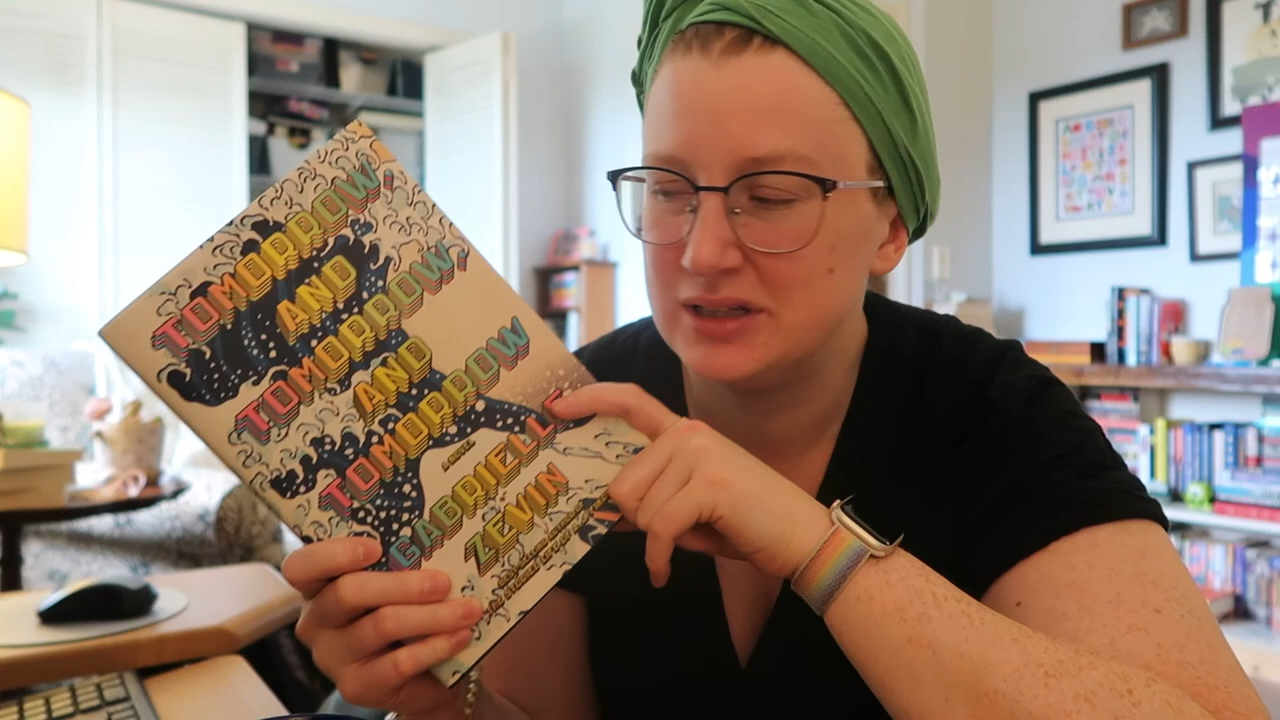 TOMORROW,
AND
TOMORROW,
AND
TOMORROW
A NOVEL
GABRIELLE
ZEVIN